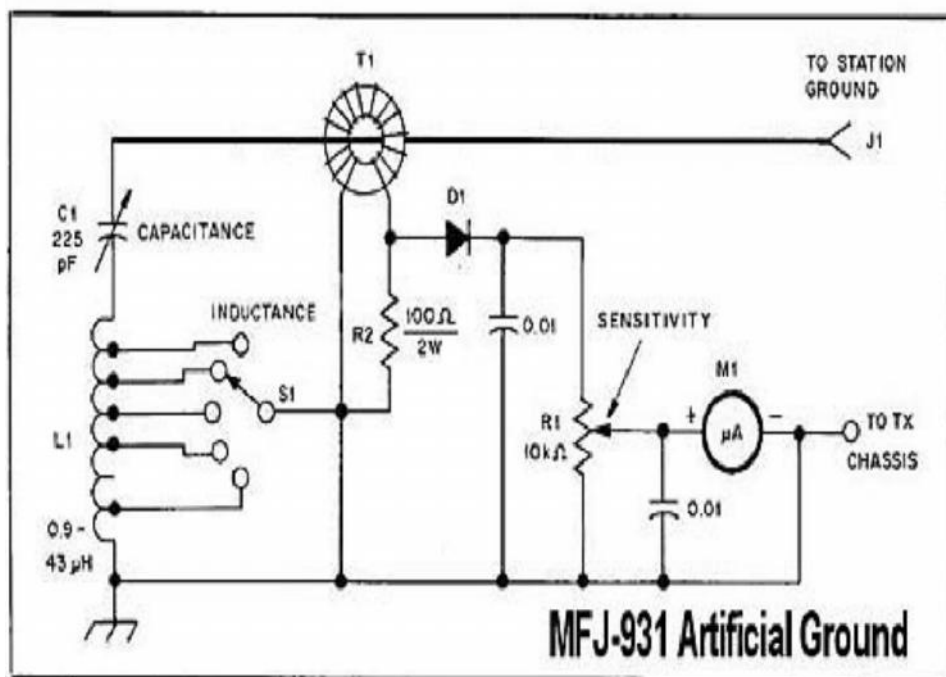 T1
TO STATION
GROUND
J1
C1
225
pF
CAPACITANCE
D1
INDUCTANCE
R2
100Ω
2W
0.01
SENSITIVITY
S1
M1
L1
R1
10kΩ
+
µA
−
TO TX
CHASSIS
0.01
0.9-
43 µH
MFJ-931 Artificial Ground